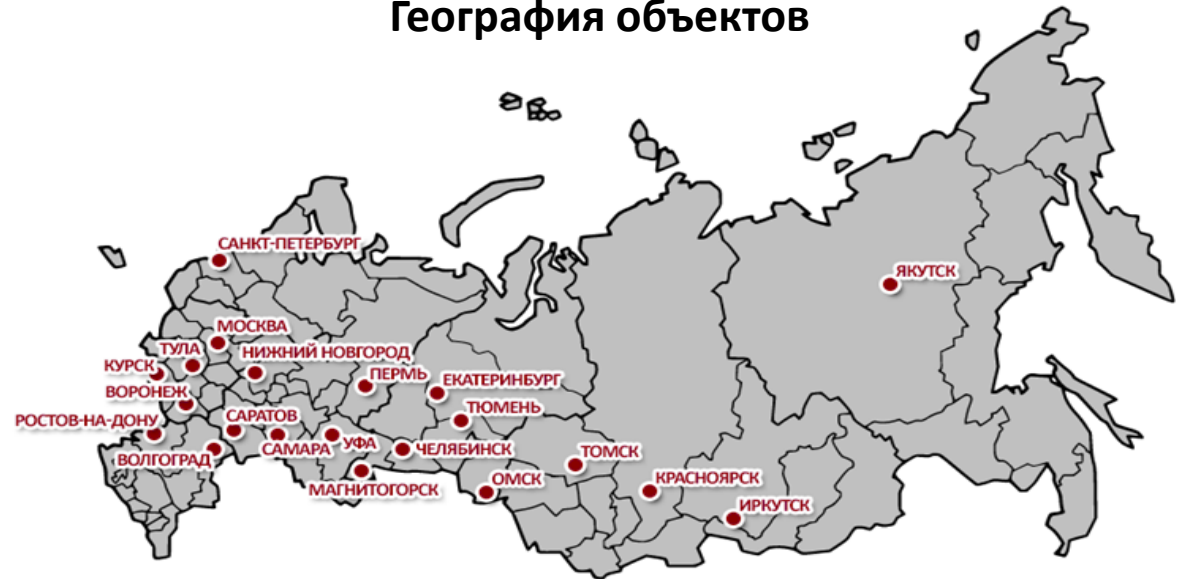 География объектов
САНКТ-ПЕТЕРБУРГ
ЯКУТСК
МОСКВА
ТУЛА
НИЖНИЙ НОВГОРОД
КУРСК
ПЕРМЬ
ЕКАТЕРИНБУРГ
ВОРОНЕЖ
ТЮМЕНЬ
РОСТОВ-НА-ДОНУ
САРАТОВ
САМАРА
УФА
ЧЕЛЯБИНСК
ВОЛГОГРАД
ТОМСК
МАГНИТОГОРСК
ОМСК
КРАСНОЯРСК
ИРКУТСК